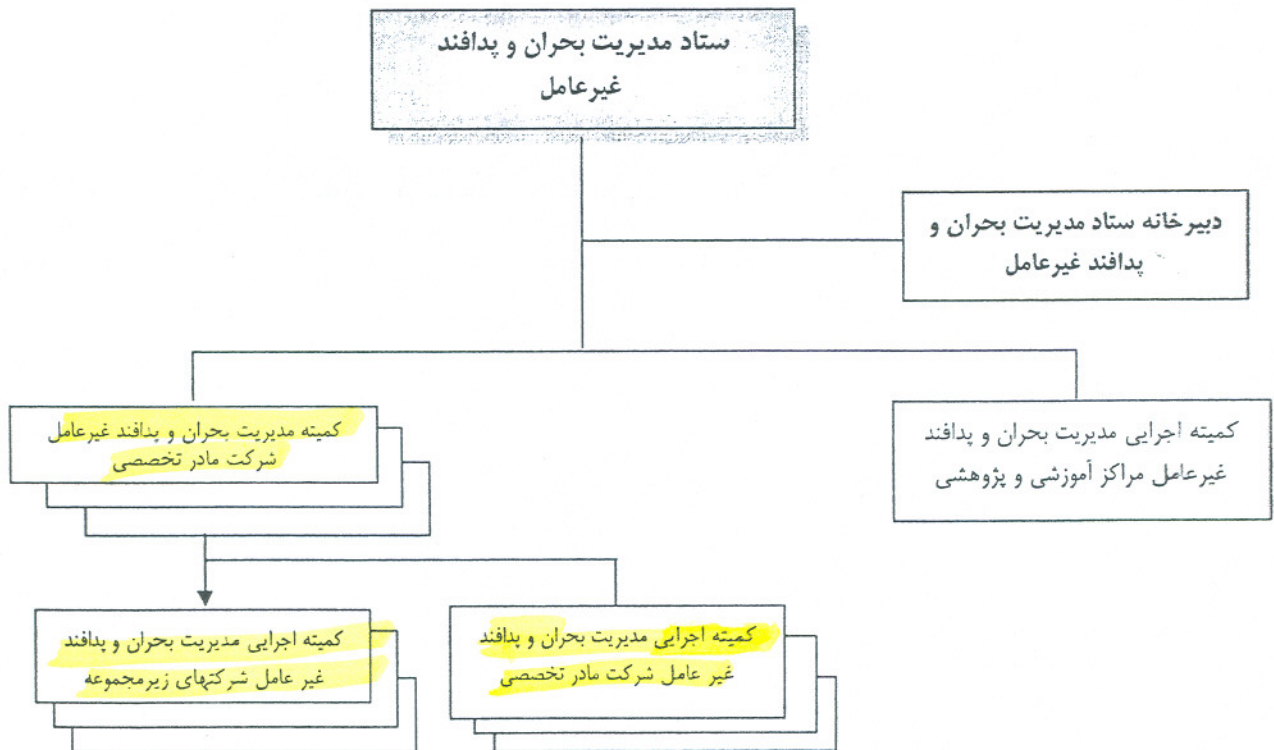 ستاد مدیریت بحران و پدافند
غیرعامل
دبیرخانه ستاد مدیریت بحران و
پدافند غیرعامل
کمیته اجرایی مدیریت بحران و پدافند
غیرعامل مراکز آموزشی و پژوهشی
کمیته مدیریت بحران و پدافند غیرعامل
شرکت مادر تخصصی
کمیته اجرایی مدیریت بحران و پدافند
غیر عامل شرکت مادر تخصصی
کمیته اجرایی مدیریت بحران و پدافند
غیر عامل شرکتهای زیرمجموعه